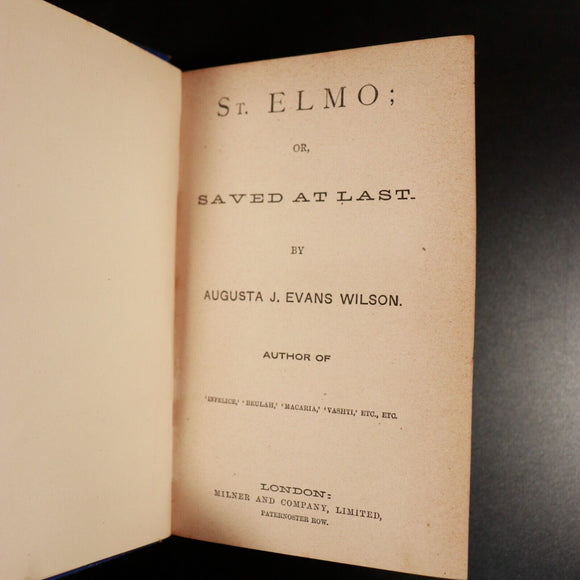 St. ELMO;
OR,
SAVED AT LAST.
BY
AUGUSTA J. EVANS WILSON.
AUTHOR OF
'INFELICE,' 'BEULAH,' 'MACARIA,' 'VASHTI,' ETC., ETC.
LONDON:
MILNER AND COMPANY, LIMITED,
PATERNOSTER ROW.